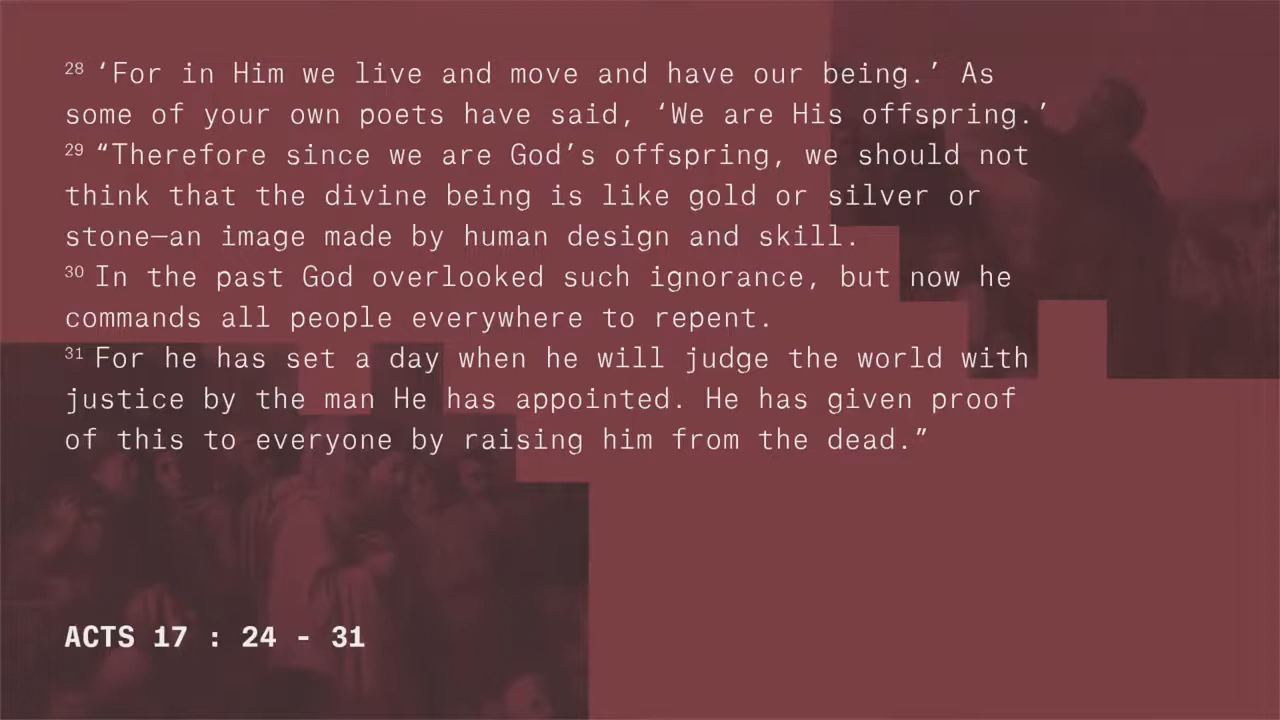 28 ‘For in Him we live and move and have our being.’ As
some of your own poets have said, ‘We are His offspring.’
29 “Therefore since we are God’s offspring, we should not
think that the divine being is like gold or silver or
stone—an image made by human design and skill.
30 In the past God overlooked such ignorance, but now he
commands all people everywhere to repent.
31 For he has set a day when he will judge the world with
justice by the man He has appointed. He has given proof
of this to everyone by raising him from the dead.”
ACTS 17 : 24 - 31